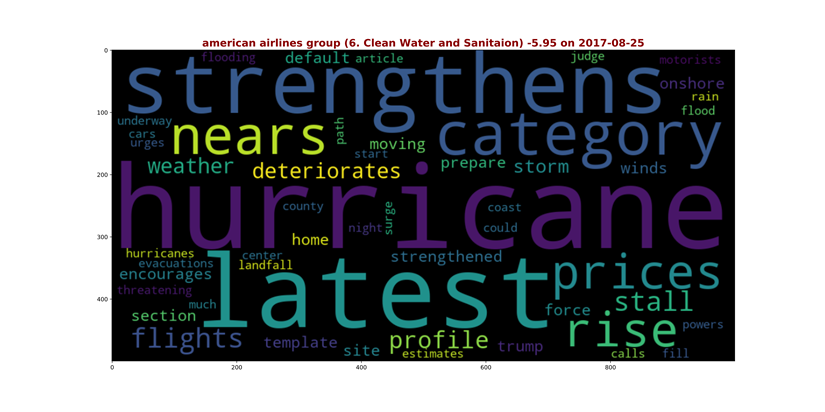 american airlines group (6. Clean Water and Sanitaion) -5.95 on 2017-08-25
0
100
200
300
400
0
200
400
600
800
flooding
default
article
judge
motorists
strengthens
onshore
rain
flood
underway
cars
urges
nears
path
start
moving
category
weather
deteriorates
prepare
storm
winds
hurricane
county
night
surge
coast
could
home
hurricanes
evacuations
center
landfall
strengthened
encourages
threatening
much
section
latest
prices
stall
force
rise
powers
flights
template
site
profile
estimates
trump
calls
fill